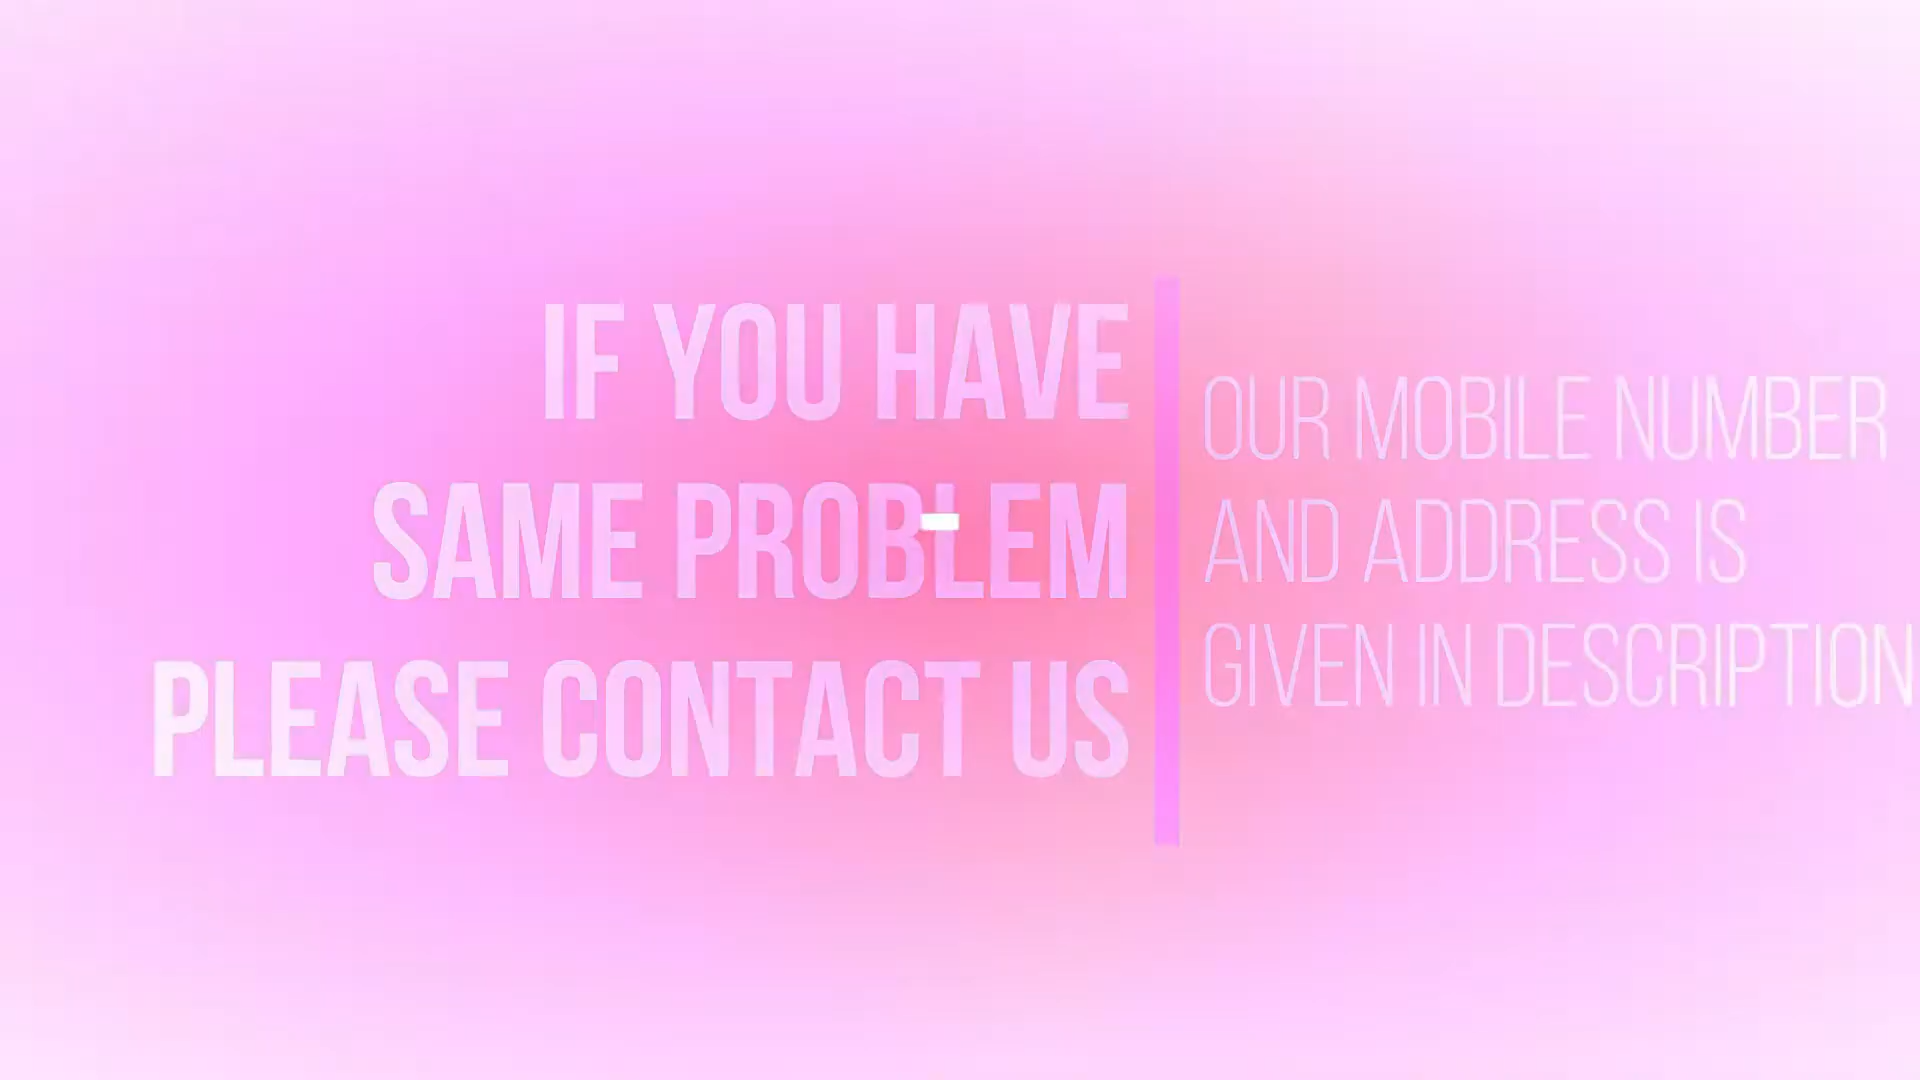 IF YOU HAVE
SAME PROBLEM
PLEASE CONTACT US
OUR MOBILE NUMBER
AND ADDRESS IS
GIVEN IN DESCRIPTION